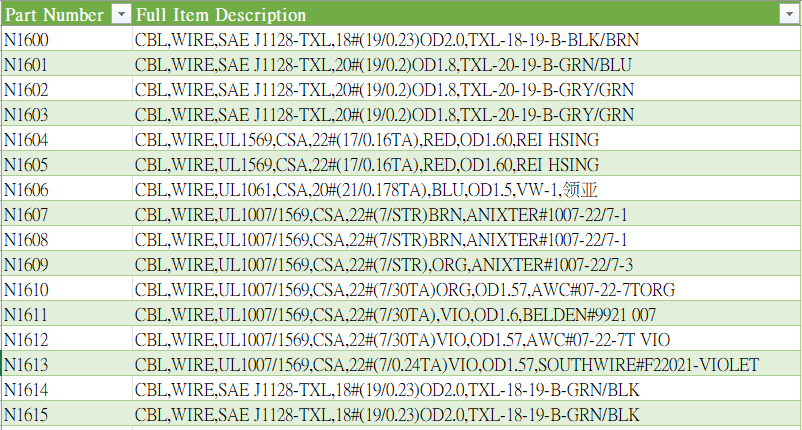 Part Number Full Item Description
N1600 CBL,WIRE,SAE J1128-TXL,18#(19/0.23)OD2.0,TXL-18-19-B-BLK/BRN
N1601 CBL,WIRE,SAE J1128-TXL,20#(19/0.2)OD1.8,TXL-20-19-B-GRN/BLU
N1602 CBL,WIRE,SAE J1128-TXL,20#(19/0.2)OD1.8,TXL-20-19-B-GRY/GRN
N1603 CBL,WIRE,SAE J1128-TXL,20#(19/0.2)OD1.8,TXL-20-19-B-GRY/GRN
N1604 CBL,WIRE,UL1569,CSA,22#(17/0.16TA),RED,OD1.60,REI HSING
N1605 CBL,WIRE,UL1569,CSA,22#(17/0.16TA),RED,OD1.60,REI HSING
N1606 CBL,WIRE,UL1061,CSA,20#(21/0.178TA),BLU,OD1.5,VW-1,领亚
N1607 CBL,WIRE,UL1007/1569,CSA,22#(7/STR)BRN,ANIXTER#1007-22/7-1
N1608 CBL,WIRE,UL1007/1569,CSA,22#(7/STR)BRN,ANIXTER#1007-22/7-1
N1609 CBL,WIRE,UL1007/1569,CSA,22#(7/STR),ORG,ANIXTER#1007-22/7-3
N1610 CBL,WIRE,UL1007/1569,CSA,22#(7/30TA)ORG,OD1.57,AWC#07-22-7TORG
N1611 CBL,WIRE,UL1007/1569,CSA,22#(7/30TA),VIO,OD1.6,BELDEN#9921 007
N1612 CBL,WIRE,UL1007/1569,CSA,22#(7/30TA)VIO,OD1.57,AWC#07-22-7T VIO
N1613 CBL,WIRE,UL1007/1569,CSA,22#(7/0.24TA)VIO,OD1.57,SOUTHWIRE#F22021-VIOLET
N1614 CBL,WIRE,SAE J1128-TXL,18#(19/0.23)OD2.0,TXL-18-19-B-GRN/BLK
N1615 CBL,WIRE,SAE J1128-TXL,18#(19/0.23)OD2.0,TXL-18-19-B-GRN/BLK